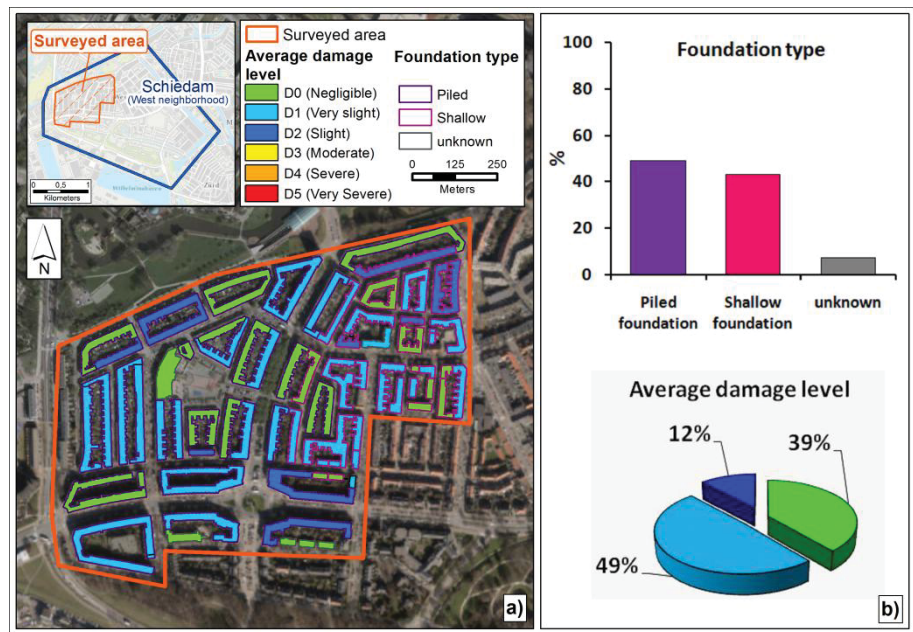 Surveyed area
Schiedam
(West neighborhood)
0 0,5 1
Kilometers
Surveyed area
Average damage level
D0 (Negligible)
D1 (Very slight)
D2 (Slight)
D3 (Moderate)
D4 (Severe)
D5 (Very Severe)
Foundation type
Piled
Shallow
unknown
0 125 250
Meters
N
a)
Foundation type
%
100
80
60
40
20
0
Piled foundation
Shallow foundation
unknown
Average damage level
12%
39%
49%
b)